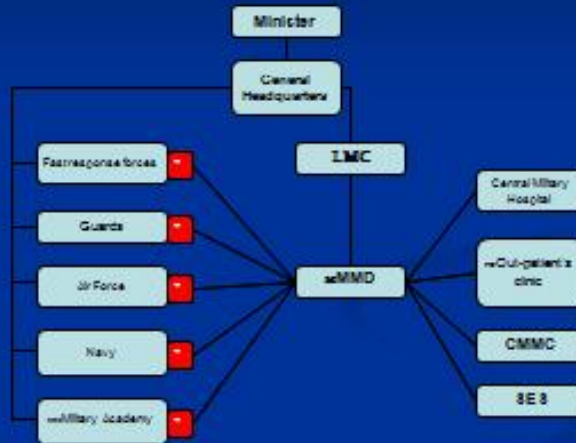 Minister
General
Headquarters
Fast response forces
LMC
Central Military
Hospital
Guards
Out-patient's
clinic
Air Force
MMD
Navy
CMMC
SES
Military Academy